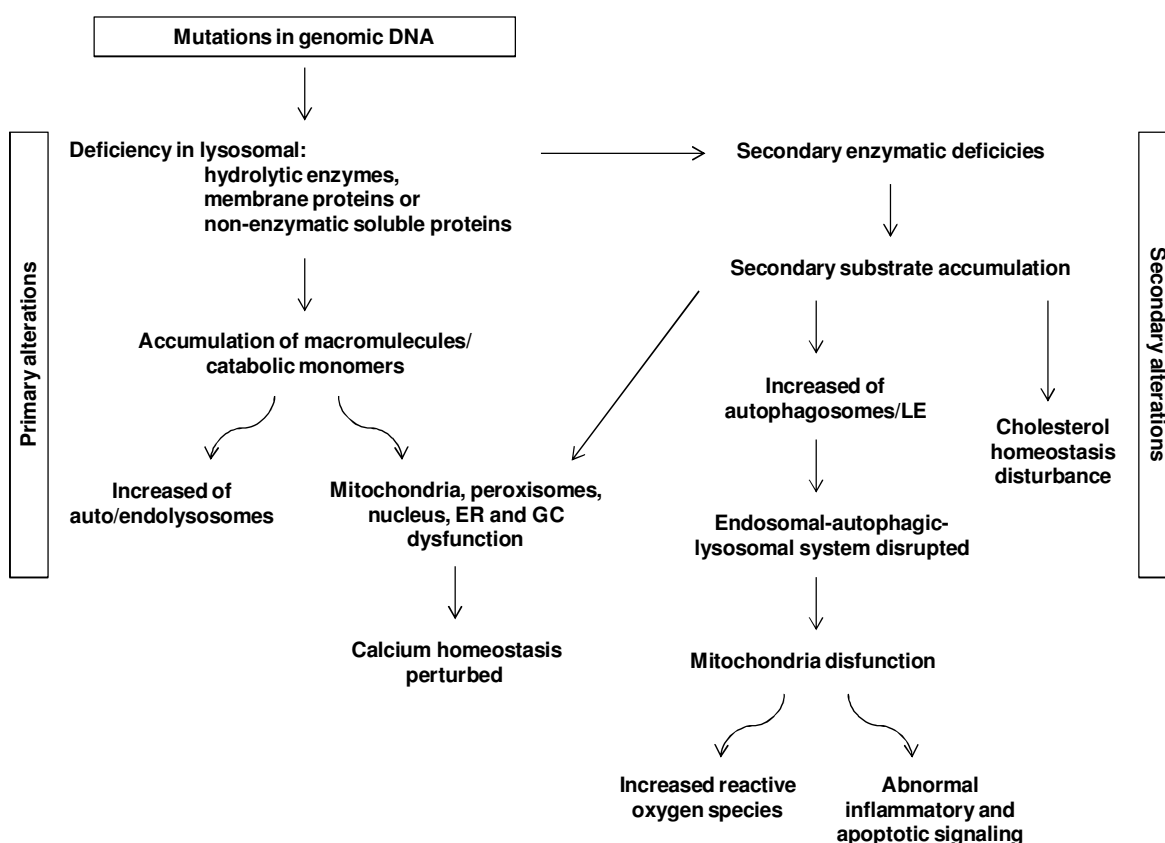 Mutations in genomic DNA
Primary alterations
Deficiency in lysosomal:
hydrolytic enzymes,
membrane proteins or
non-enzymatic soluble proteins
Accumulation of macromulecules/
catabolic monomers
Increased of
auto/endolysosomes
Mitochondria, peroxisomes,
nucleus, ER and GC
dysfunction
Calcium homeostasis
perturbed
Secondary enzymatic deficicies
Secondary substrate accumulation
Increased of
autophagosomes/LE
Cholesterol
homeostasis
disturbance
Endosomal-autophagic-
lysosomal system disrupted
Mitochondria disfunction
Increased reactive
oxygen species
Abnormal
inflammatory and
apoptotic signaling
Secondary alterations